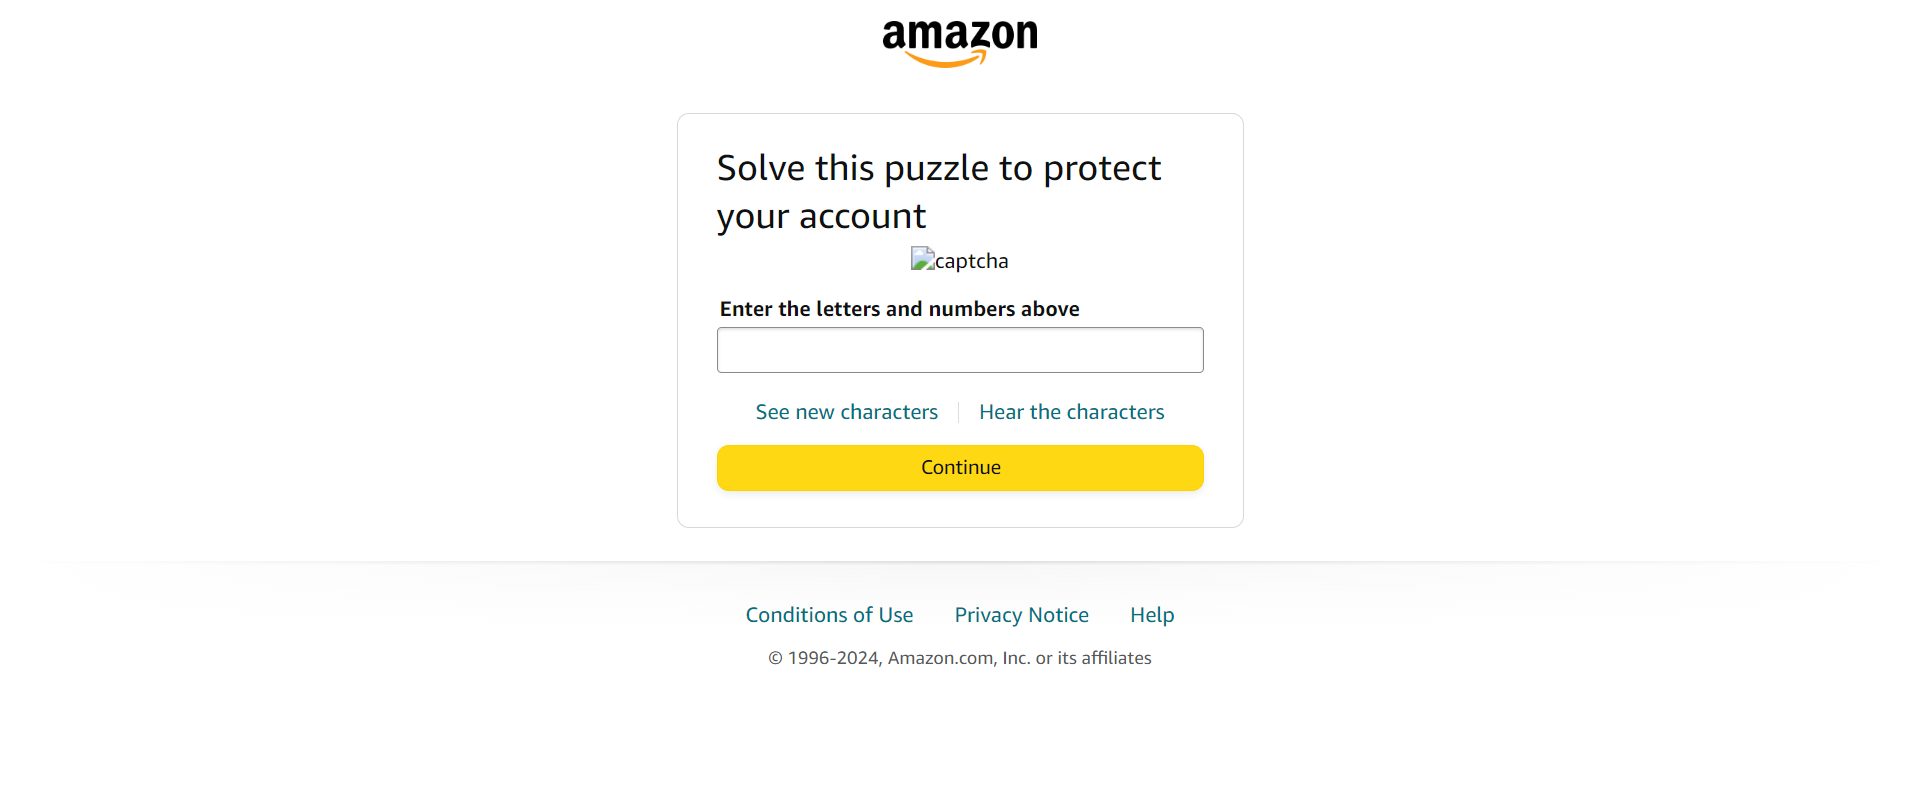 amazon
Solve this puzzle to protect
your account
captcha
Enter the letters and numbers above
See new characters
Hear the characters
Continue
Conditions of Use
Privacy Notice
Help
© 1996-2024, Amazon.com, Inc. or its affiliates